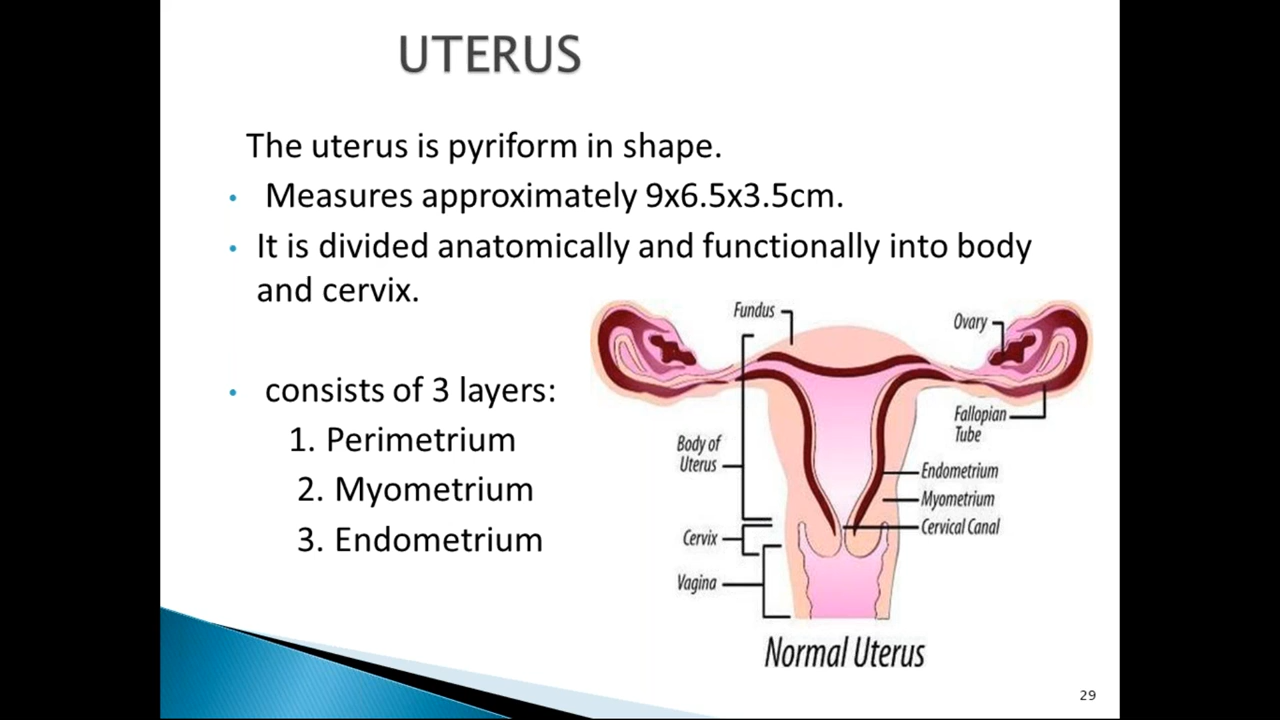 UTERUS
The uterus is pyriform in shape.
• Measures approximately 9x6.5x3.5cm.
• It is divided anatomically and functionally into body
and cervix.
• consists of 3 layers:
1. Perimetrium
2. Myometrium
3. Endometrium
Fundus
Ovary
Fallopian
Tube
Body of
Uterus
Endometrium
Myometrium
Cervical Canal
Cervix
Vagina
Normal Uterus
29